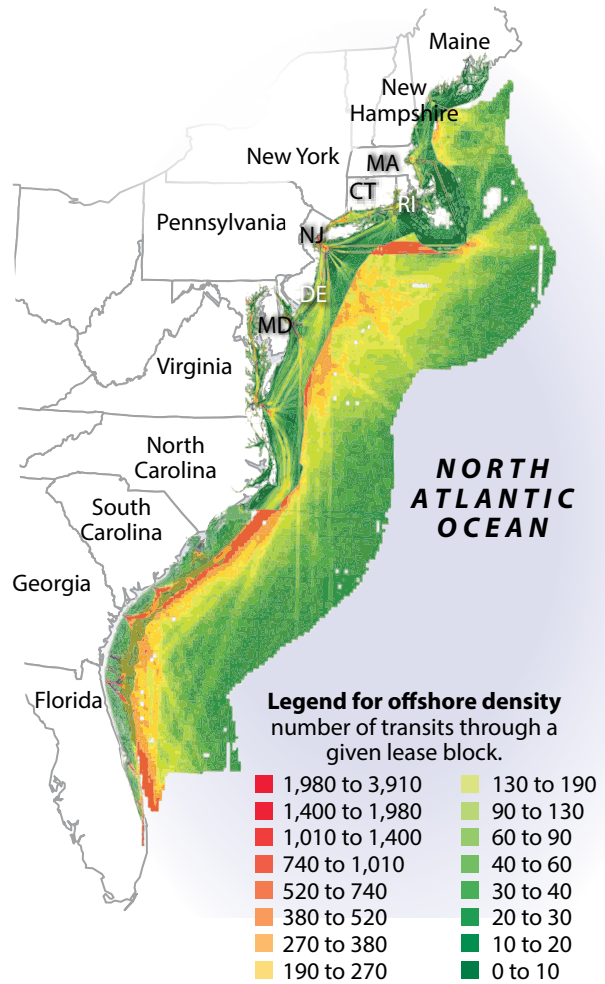 Maine
New
Hampshire
New York
MA
CT
RI
Pennsylvania
NJ
DE
MD
Virginia
North
Carolina
NORTH
ATLANTIC
OCEAN
South
Carolina
Georgia
Florida
Legend for offshore density
number of transits through a
given lease block.
1,980 to 3,910
1,400 to 1,980
1,010 to 1,400
740 to 1,010
520 to 740
380 to 520
270 to 380
190 to 270
130 to 190
90 to 130
60 to 90
40 to 60
30 to 40
20 to 30
10 to 20
0 to 10